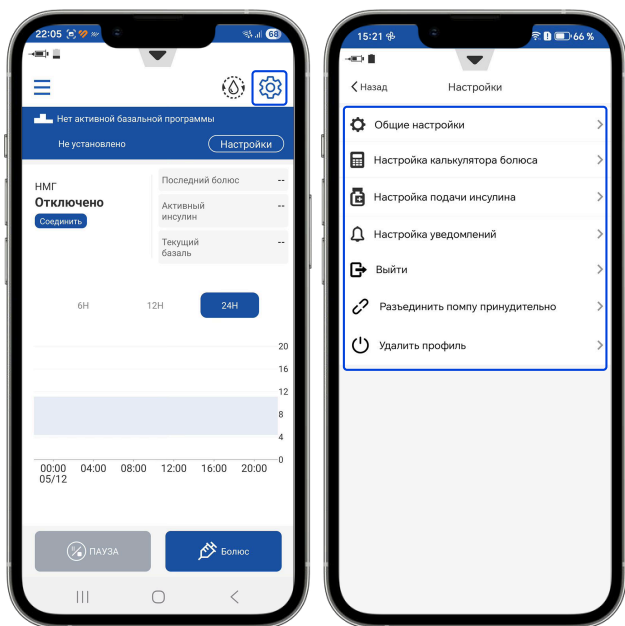 22:05
68
Нет активной базальной программы
Не установлено
Настройки
НМГ
Отключено
Соединить
Последний болюс --
Активный
инсулин --
Текущий
базаль --
6H 12H 24H
20
16
12
8
4
0
00:00 04:00 08:00 12:00 16:00 20:00
05/12
ПАУЗА
Болюс
15:21
66 %
Назад
Настройки
Общие настройки
Настройка калькулятора болюса
Настройка подачи инсулина
Настройка уведомлений
Выйти
Разъединить помпу принудительно
Удалить профиль